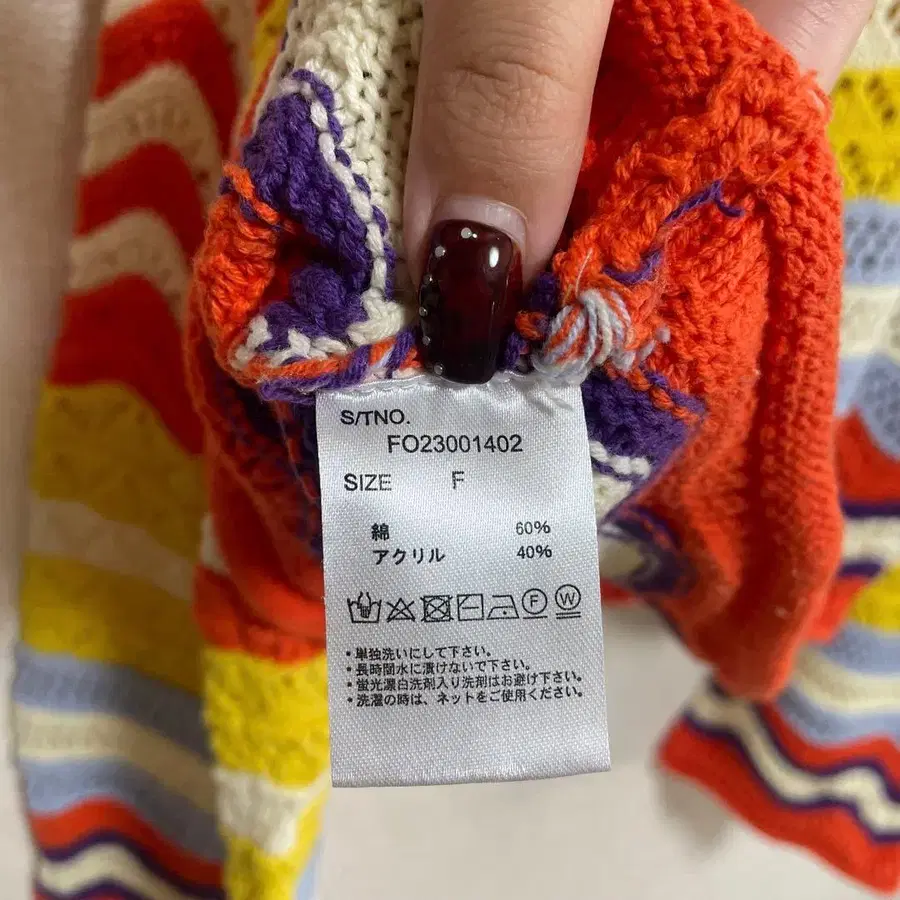 S/TNO.
FO23001402
SIZE F
綿 60%
アクリル 40%
F W
・単独洗いにして下さい。
・長時間水に漬けないで下さい。
・蛍光漂白洗剤入り洗剤はお避け下さい。
・洗濯の時は、ネットをご使用ください。